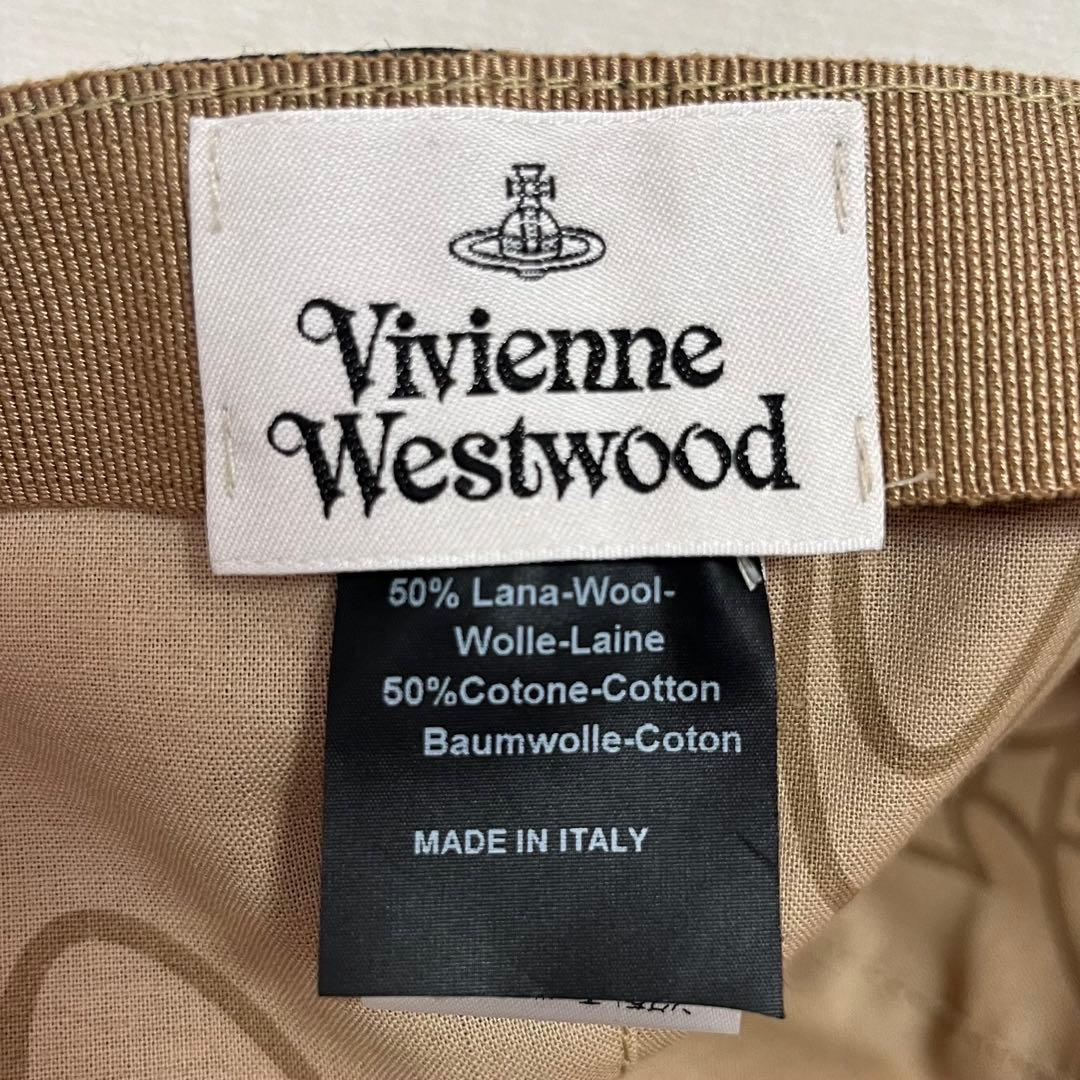 Vivienne
Westwood
50% Lana-Wool-
Wolle-Laine
50%Cotone-Cotton
Baumwolle-Coton
MADE IN ITALY